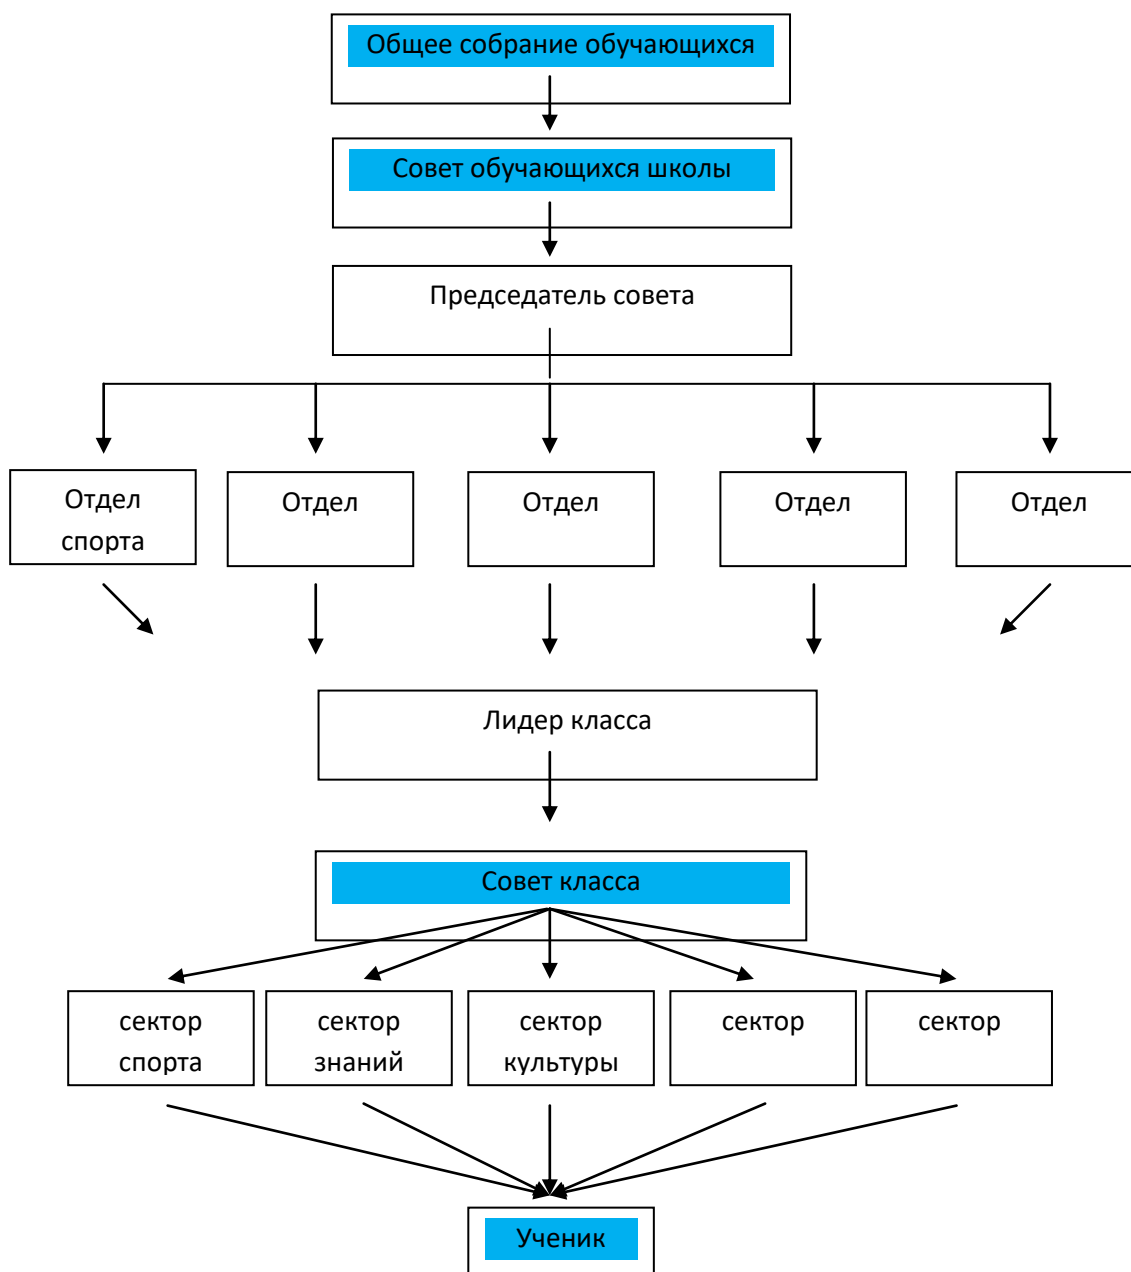 Общее собрание обучающихся
Совет обучающихся школы
Председатель совета
Отдел
спорта
Отдел
Отдел
Отдел
Отдел
Лидер класса
Совет класса
сектор
спорта
сектор
знаний
сектор
культуры
сектор
сектор
Ученик